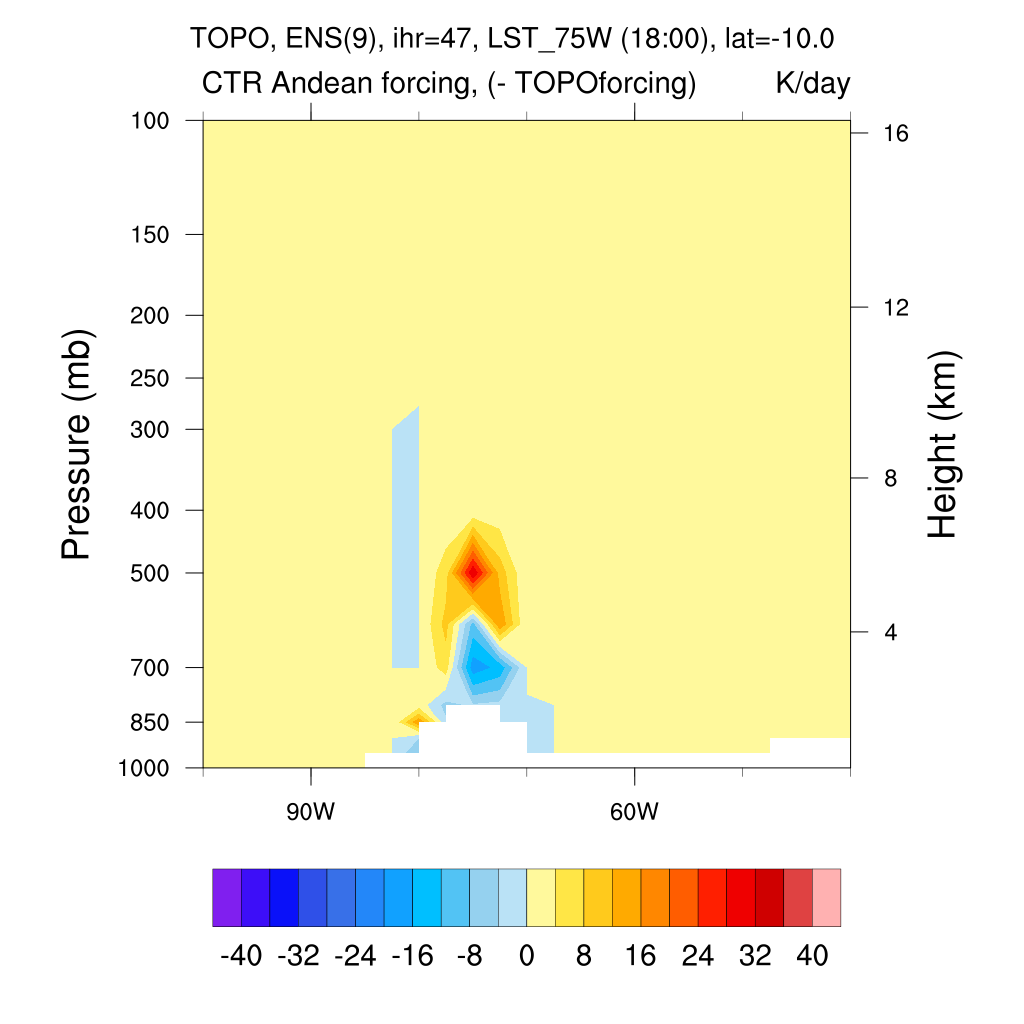 TOPO, ENS(9), ihr=47, LST_75W (18:00), lat=-10.0
CTR Andean forcing, (- TOPOforcing) K/day
100
150
200
250
300
400
500
700
850
1000
Pressure (mb)
16
12
8
4
Height (km)
90W 60W
-40 -32 -24 -16 -8 0 8 16 24 32 40